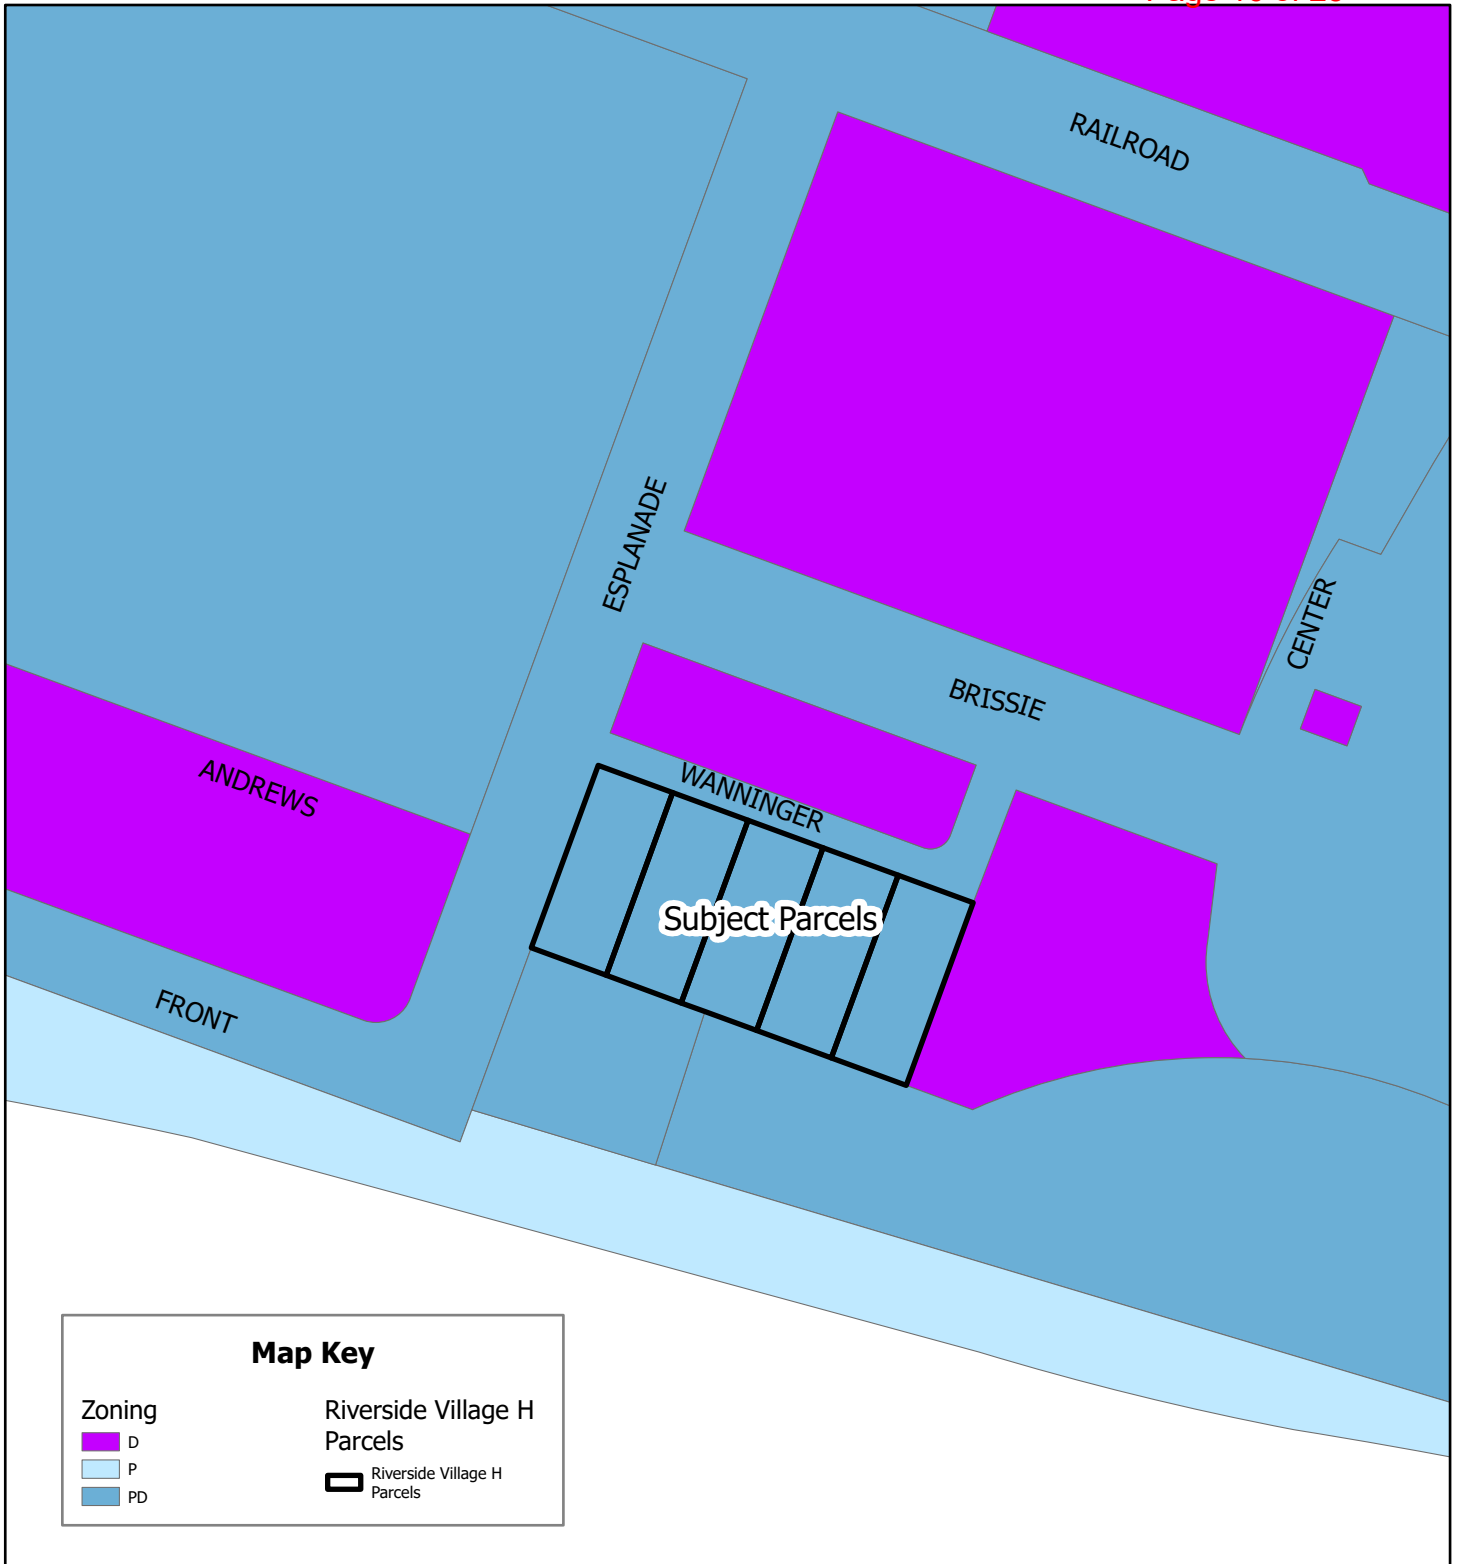 RAILROAD
ESPLANADE
CENTER
BRISSIE
ANDREWS
WANNINGER
Subject Parcels
FRONT
Map Key
Zoning
D
P
PD
Riverside Village H
Parcels
Riverside Village H
Parcels